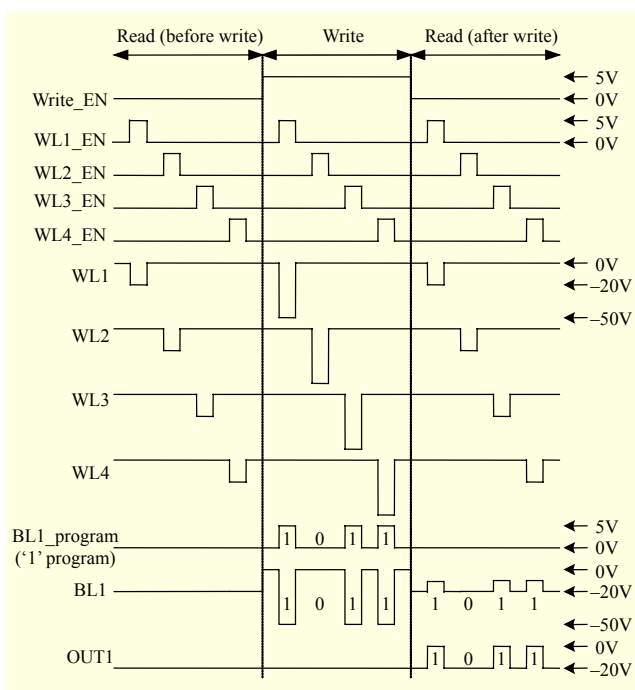 Read (before write) Write Read (after write)
5V
Write_EN 0V
5V
WL1_EN 0V
WL2_EN
WL3_EN
WL4_EN
0V
WL1 –20V
–50V
WL2
WL3
WL4
5V
BL1_program 1 0 1 1 0V
('1' program)
0V
BL1 –20V
1 0 1 1 1 0 1 1
–50V
0V
OUT1 1 0 1 1
–20V